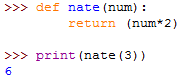 >>> def nate(num):
        return (num*2)

>>> print(nate(3))
6